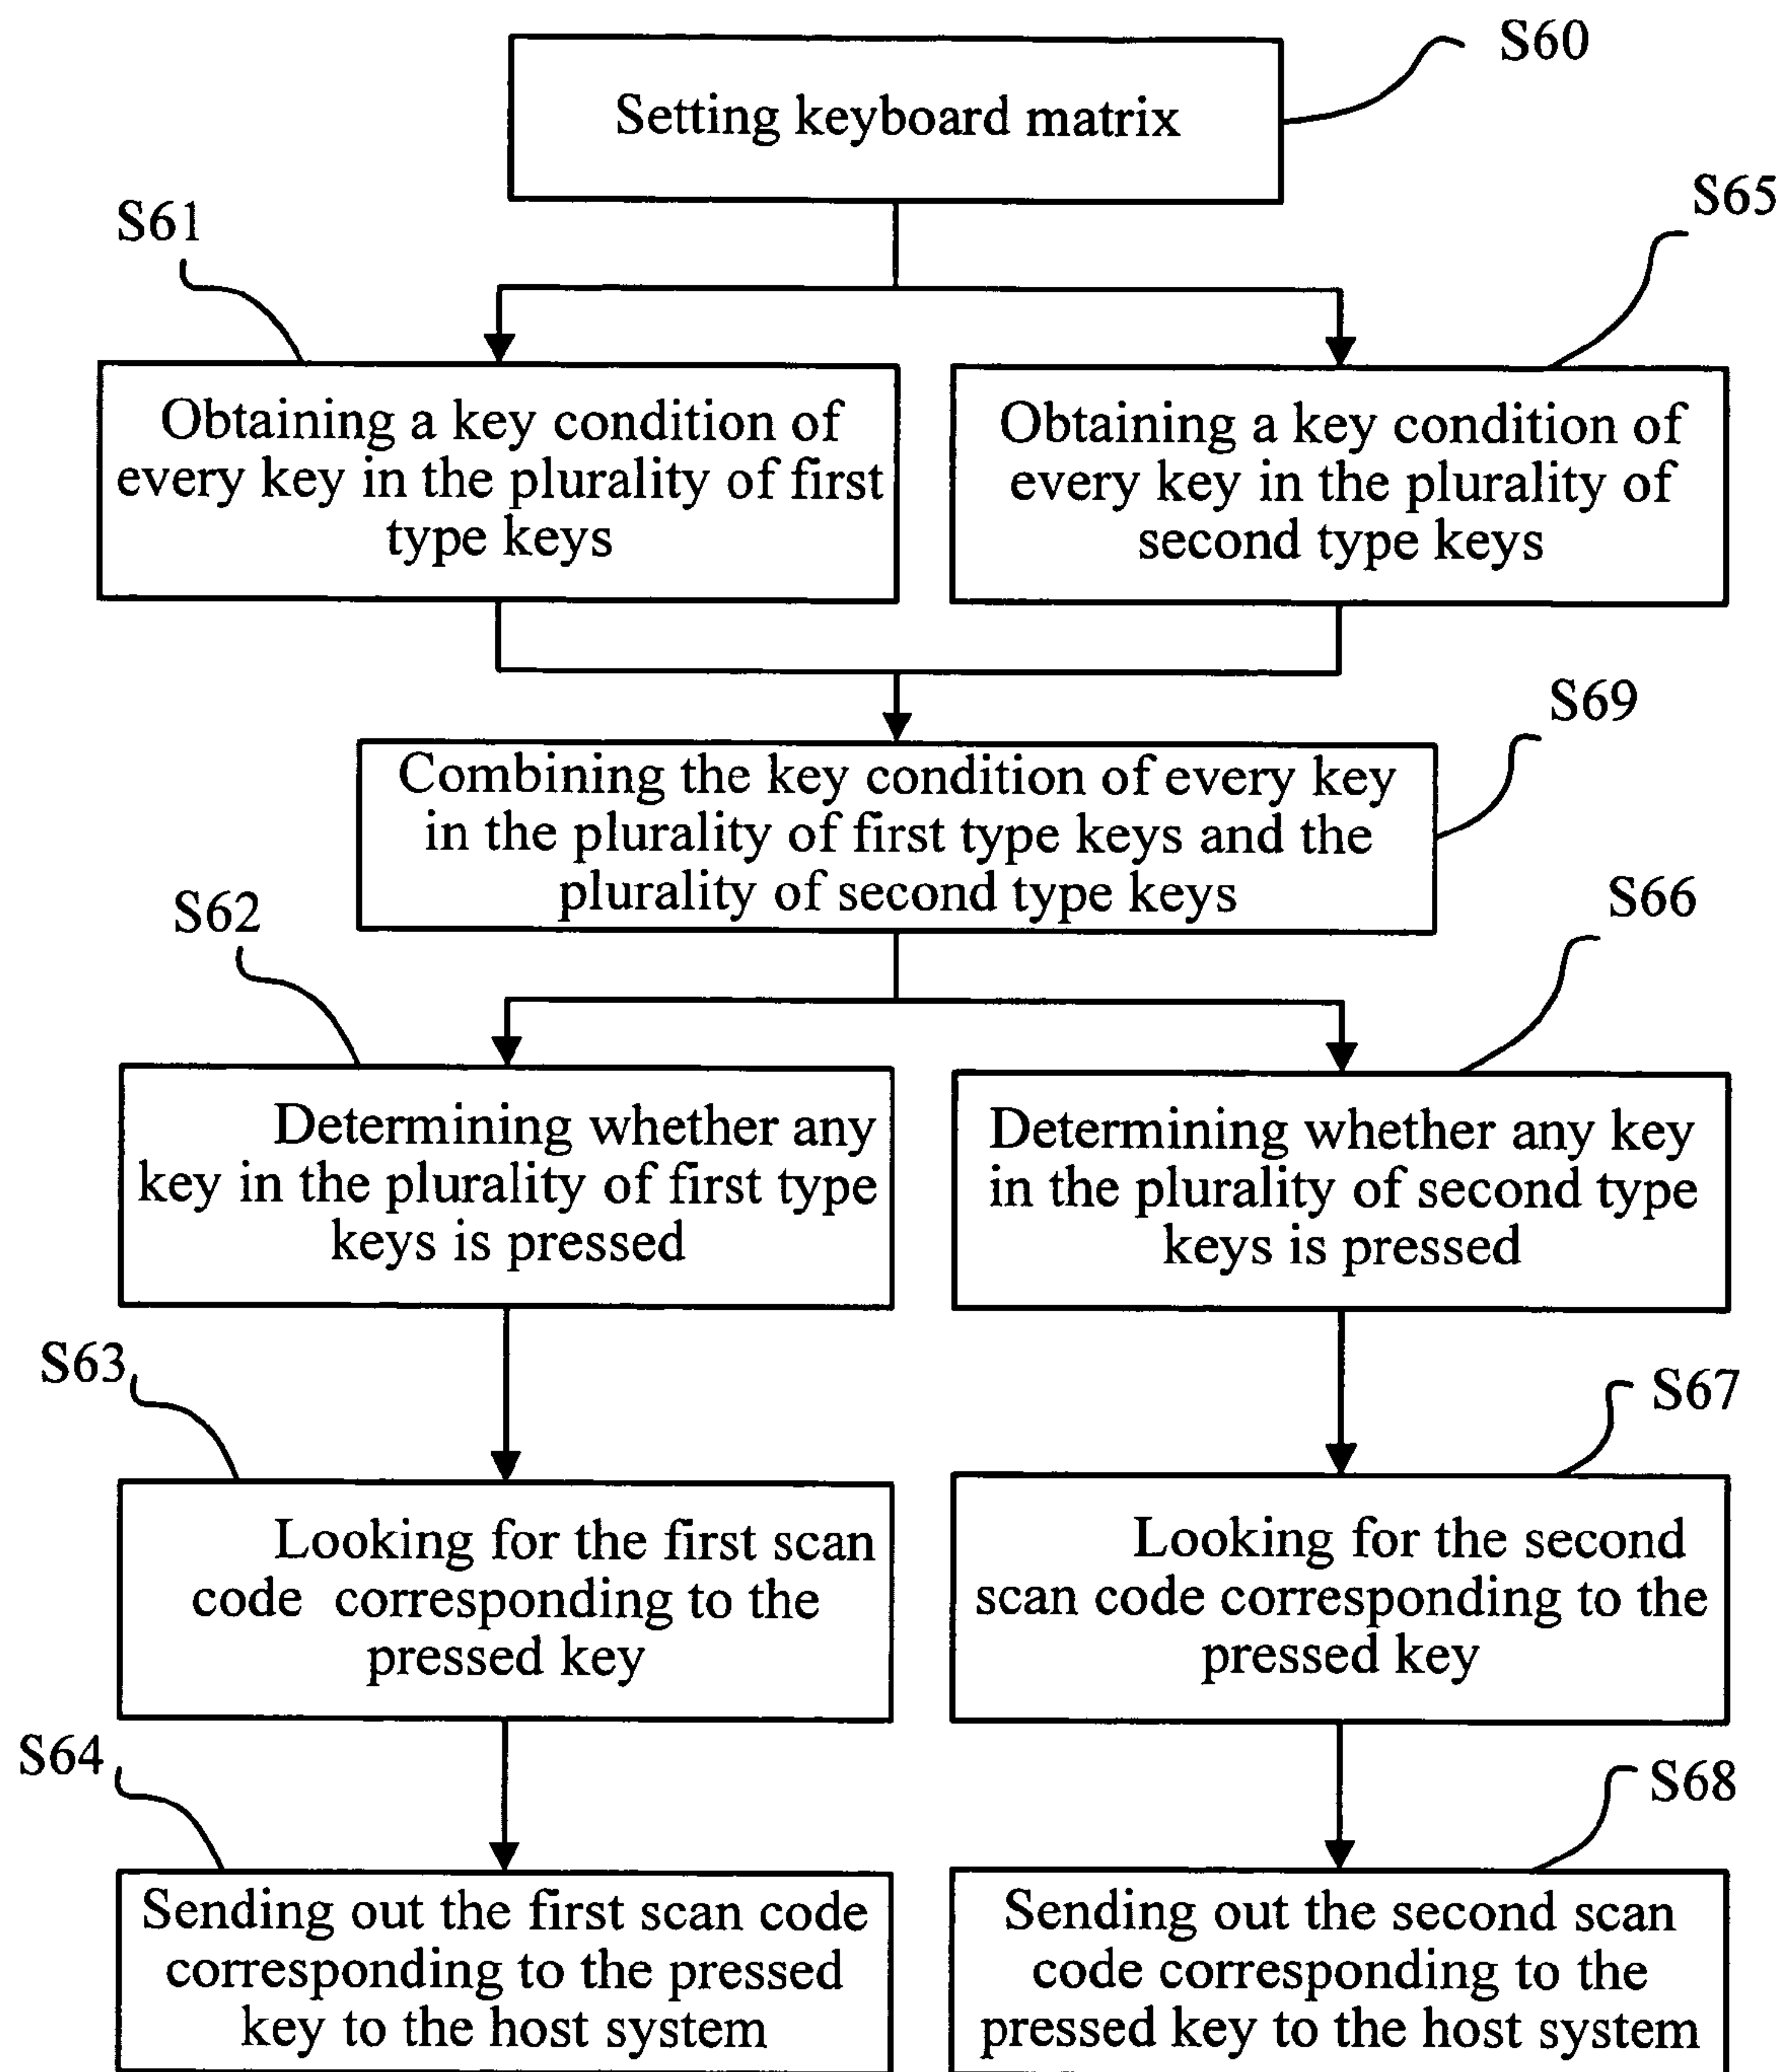 S60
Setting keyboard matrix
S61
S65
Obtaining a key condition of
every key in the plurality of first
type keys
Obtaining a key condition of
every key in the plurality of
second type keys
S69
Combining the key condition of every key
in the plurality of first type keys and the
plurality of second type keys
S62
S66
Determining whether any
key in the plurality of first type
keys is pressed
Determining whether any key
in the plurality of second type
keys is pressed
S63
S67
Looking for the first scan
code corresponding to the
pressed key
Looking for the second
scan code corresponding to the
pressed key
S64
S68
Sending out the first scan code
corresponding to the pressed
key to the host system
Sending out the second scan
code corresponding to the
pressed key to the host system